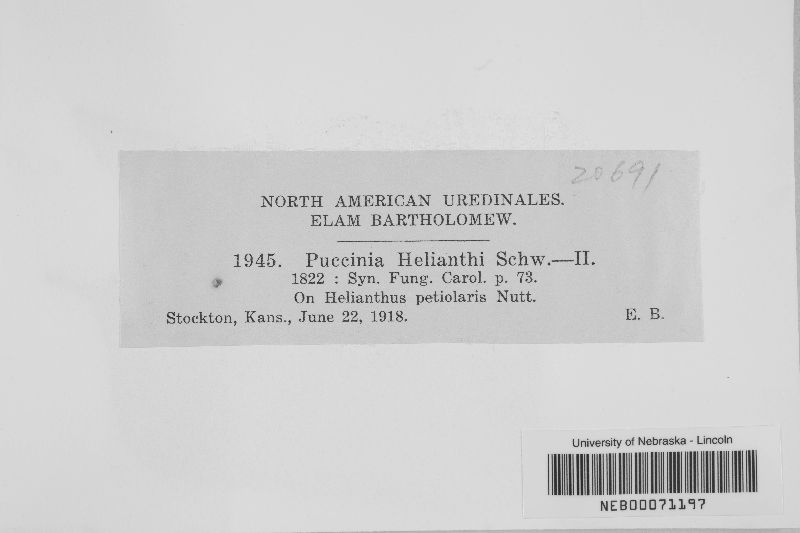 20691
NORTH AMERICAN UREDINALES.
ELAM BARTHOLOMEW.
1945. Puccinia Helianthi Schw.—II.
1822 : Syn. Fung. Carol. p. 73.
On Helianthus petiolaris Nutt.
Stockton, Kans., June 22, 1918. E. B.
University of Nebraska - Lincoln
NEB00071197